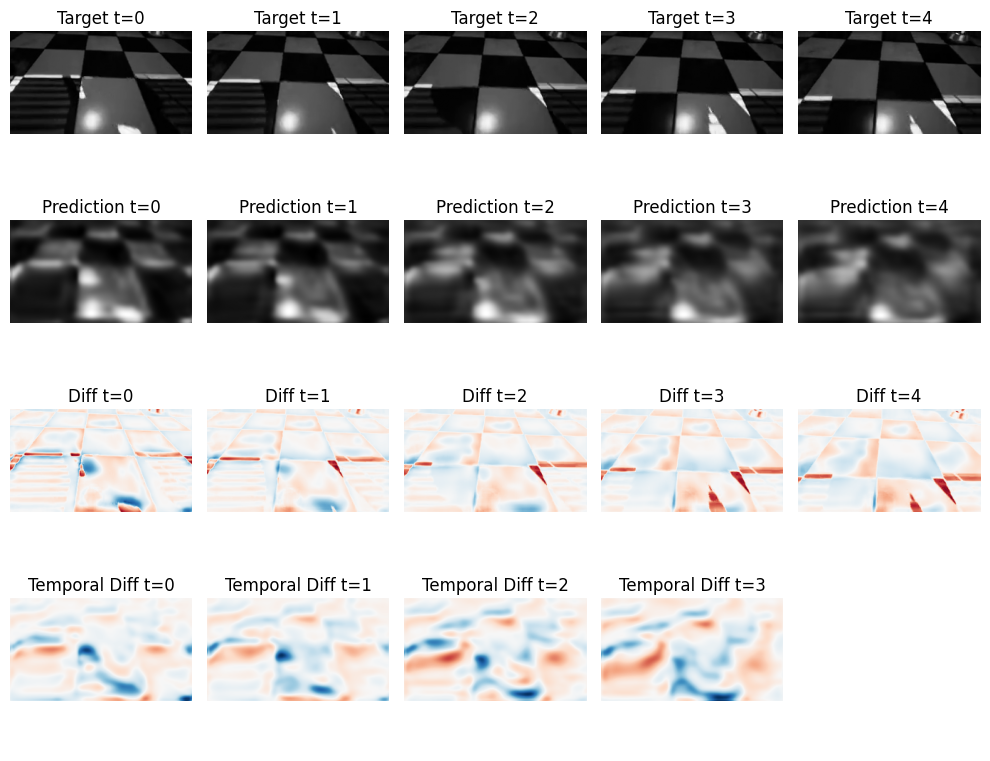 Target t=0 Target t=1 Target t=2 Target t=3 Target t=4
Prediction t=0 Prediction t=1 Prediction t=2 Prediction t=3 Prediction t=4
Diff t=0 Diff t=1 Diff t=2 Diff t=3 Diff t=4
Temporal Diff t=0 Temporal Diff t=1 Temporal Diff t=2 Temporal Diff t=3